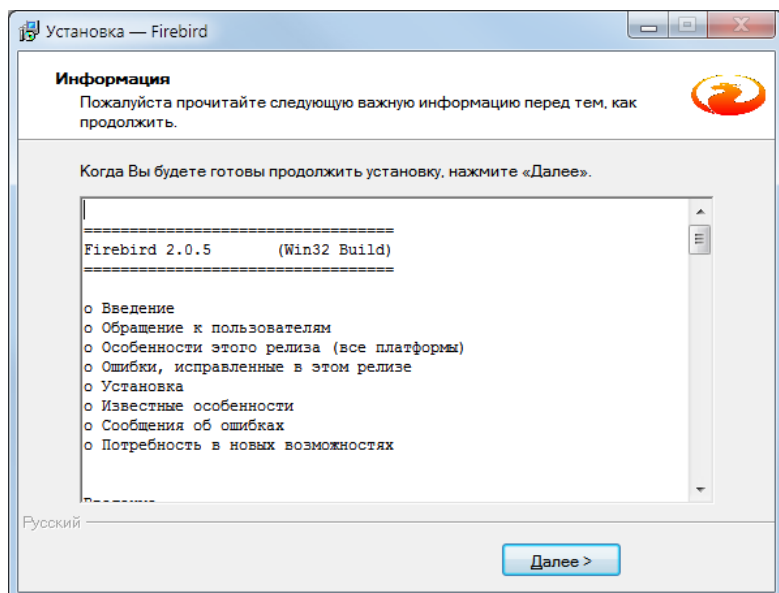 Установка — Firebird
Информация
Пожалуйста прочитайте следующую важную информацию перед тем, как
продолжить.
Когда Вы будете готовы продолжить установку, нажмите «Далее».
==================================
Firebird 2.0.5 (Win32 Build)
==================================
o Введение
o Обращение к пользователям
o Особенности этого релиза (все платформы)
o Ошибки, исправленные в этом релизе
o Установка
o Известные особенности
o Сообщения об ошибках
o Потребность в новых возможностях
Русский
Далее >